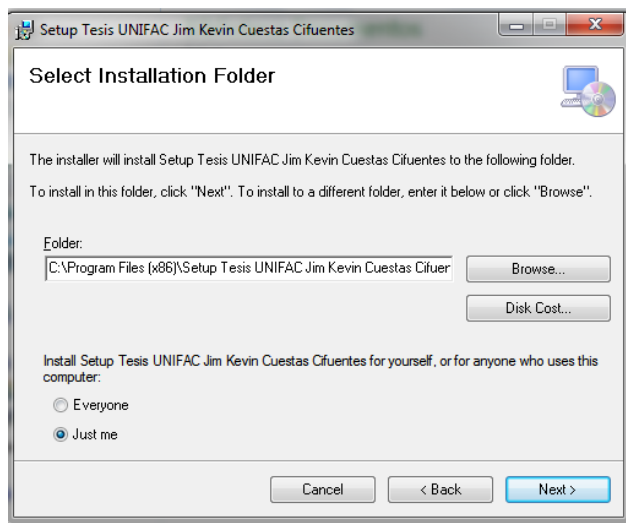 Setup Tesis UNIFAC Jim Kevin Cuestas Cifuentes
Select Installation Folder
The installer will install Setup Tesis UNIFAC Jim Kevin Cuestas Cifuentes to the following folder.
To install in this folder, click "Next". To install to a different folder, enter it below or click "Browse".
Folder:
C:\Program Files (x86)\Setup Tesis UNIFAC Jim Kevin Cuestas Cifuer
Browse...
Disk Cost...
Install Setup Tesis UNIFAC Jim Kevin Cuestas Cifuentes for yourself, or for anyone who uses this
computer:
Everyone
Just me
Cancel
< Back
Next >